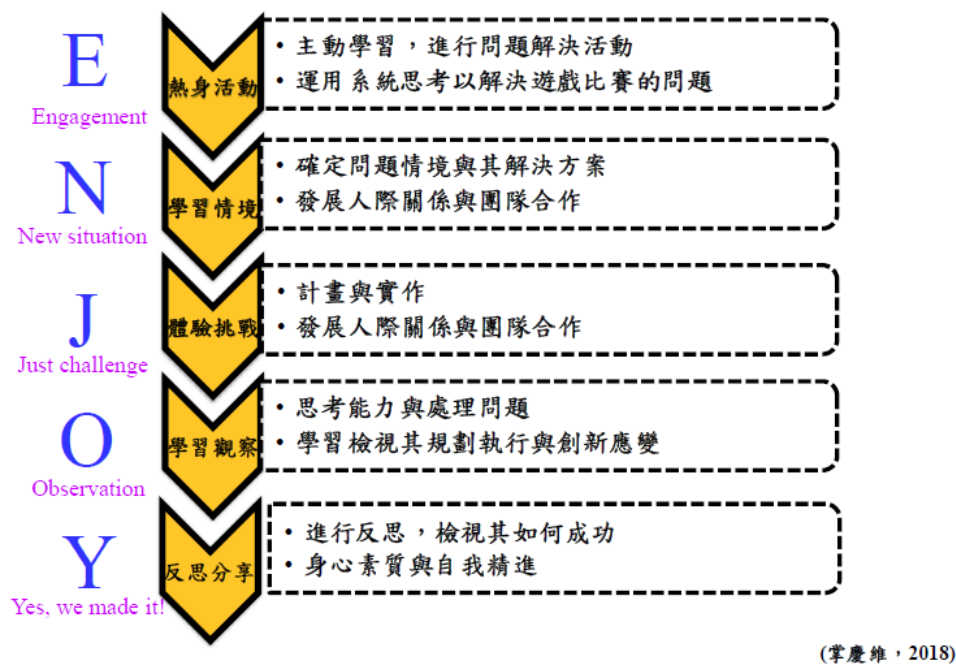 E
Engagement
熱身活動
• 主動學習，進行問題解決活動
• 運用系統思考以解決遊戲比賽的問題
N
New situation
學習情境
• 確定問題情境與其解決方案
• 發展人際關係與團隊合作
J
Just challenge
體驗挑戰
• 計畫與實作
• 發展人際關係與團隊合作
O
Observation
學習觀察
• 思考能力與處理問題
• 學習檢視其規劃執行與創新應變
Y
Yes, we made it!
反思分享
• 進行反思，檢視其如何成功
• 身心素質與自我精進
(掌慶維，2018)